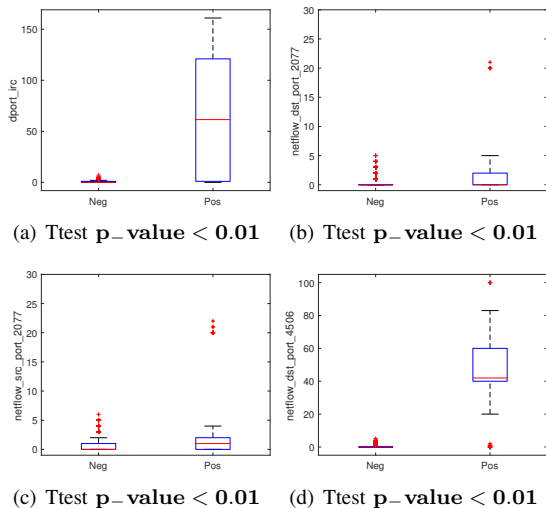 150
100
50
0
dport_irc
Neg Pos
(a) Ttest p_value < 0.01
30
25
20
15
10
5
0
netflow_dst_port_2077
Neg Pos
(b) Ttest p_value < 0.01
30
25
20
15
10
5
0
netflow_src_port_2077
Neg Pos
(c) Ttest p_value < 0.01
100
80
60
40
20
0
netflow_dst_port_4506
Neg Pos
(d) Ttest p_value < 0.01